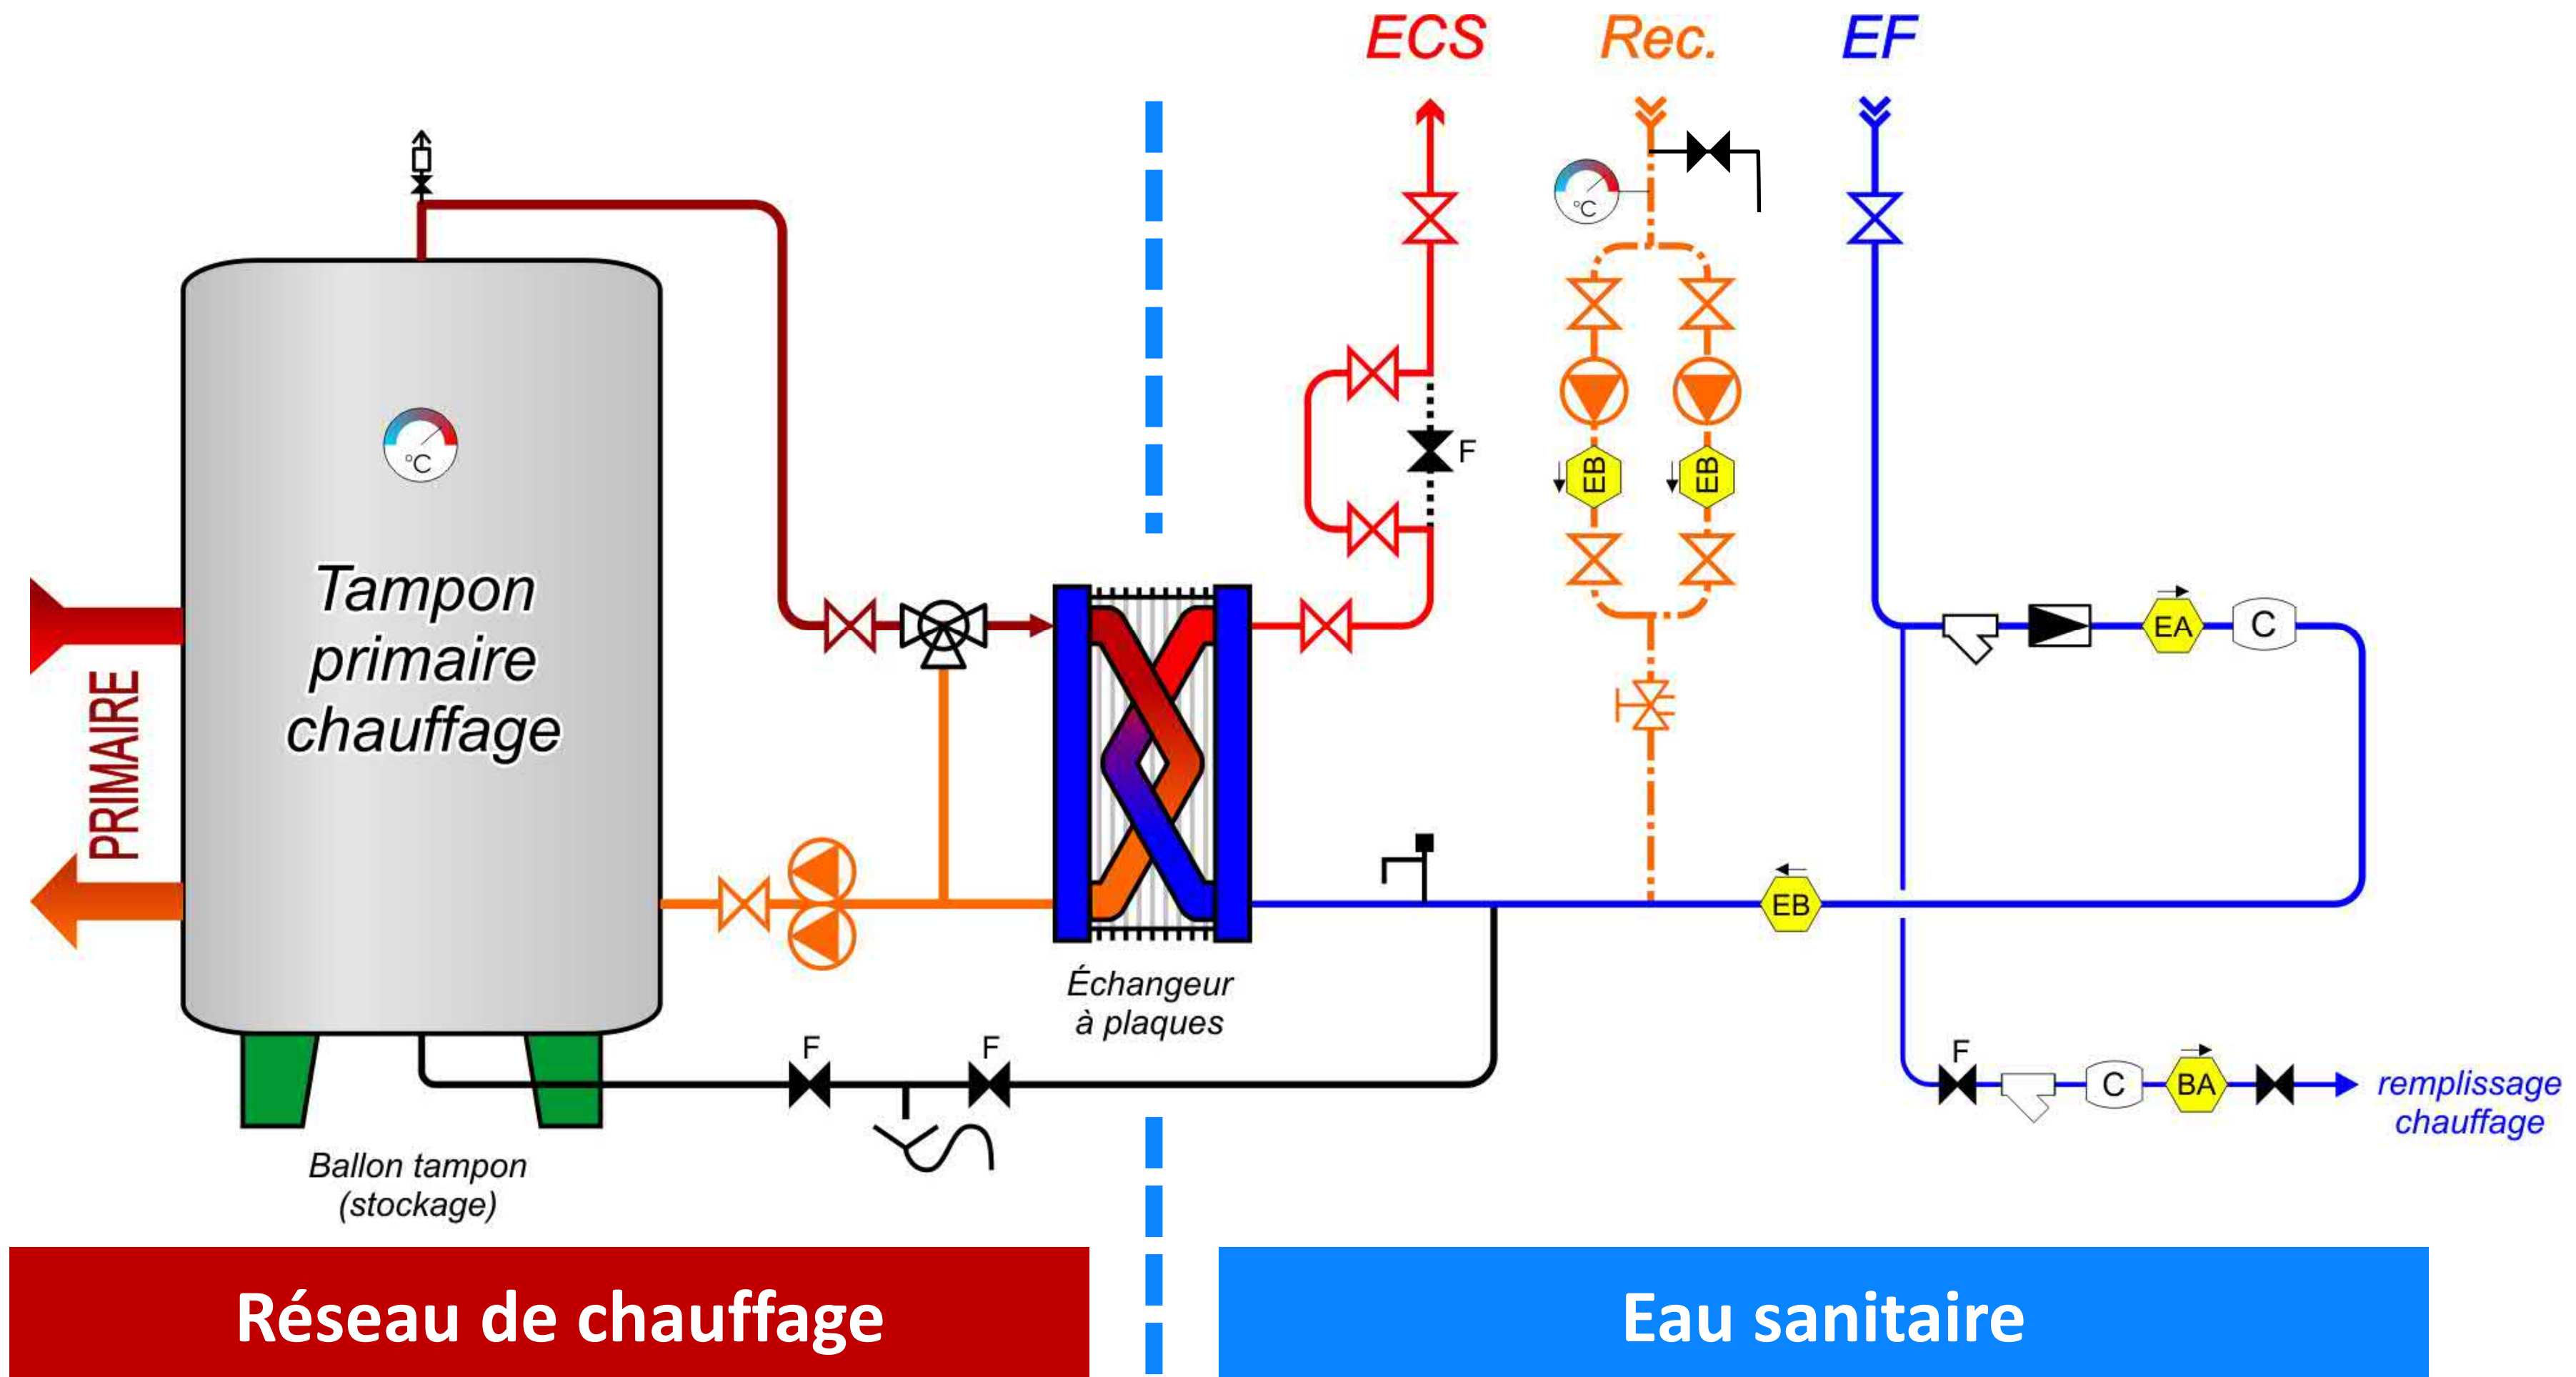 ECS
Rec.
EF
°C
°C
F
EB
EB
Tampon
primaire
chauffage
PRIMAIRE
EA
C
EB
Échangeur
à plaques
F
F
F
C
BA
remplissage
chauffage
Ballon tampon
(stockage)
Réseau de chauffage
Eau sanitaire